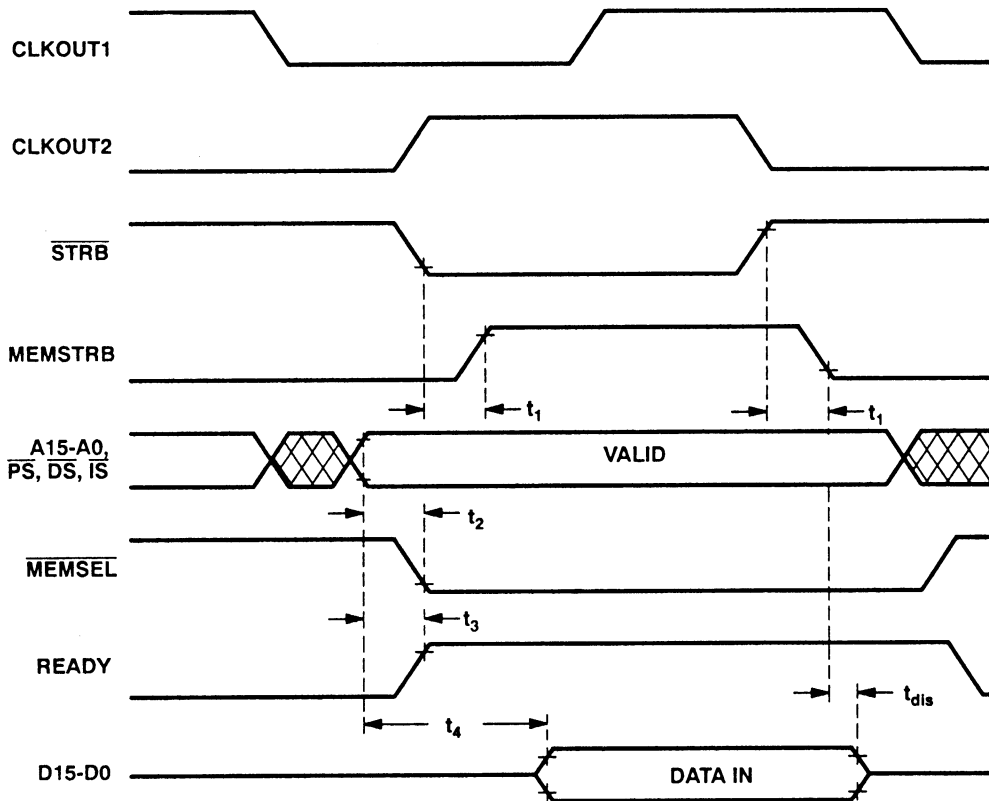 CLKOUT1
CLKOUT2
STRB
MEMSTRB
t1
t1
A15-A0,
PS, DS, IS
VALID
t2
MEMSEL
t3
READY
tdis
t4
D15-D0
DATA IN